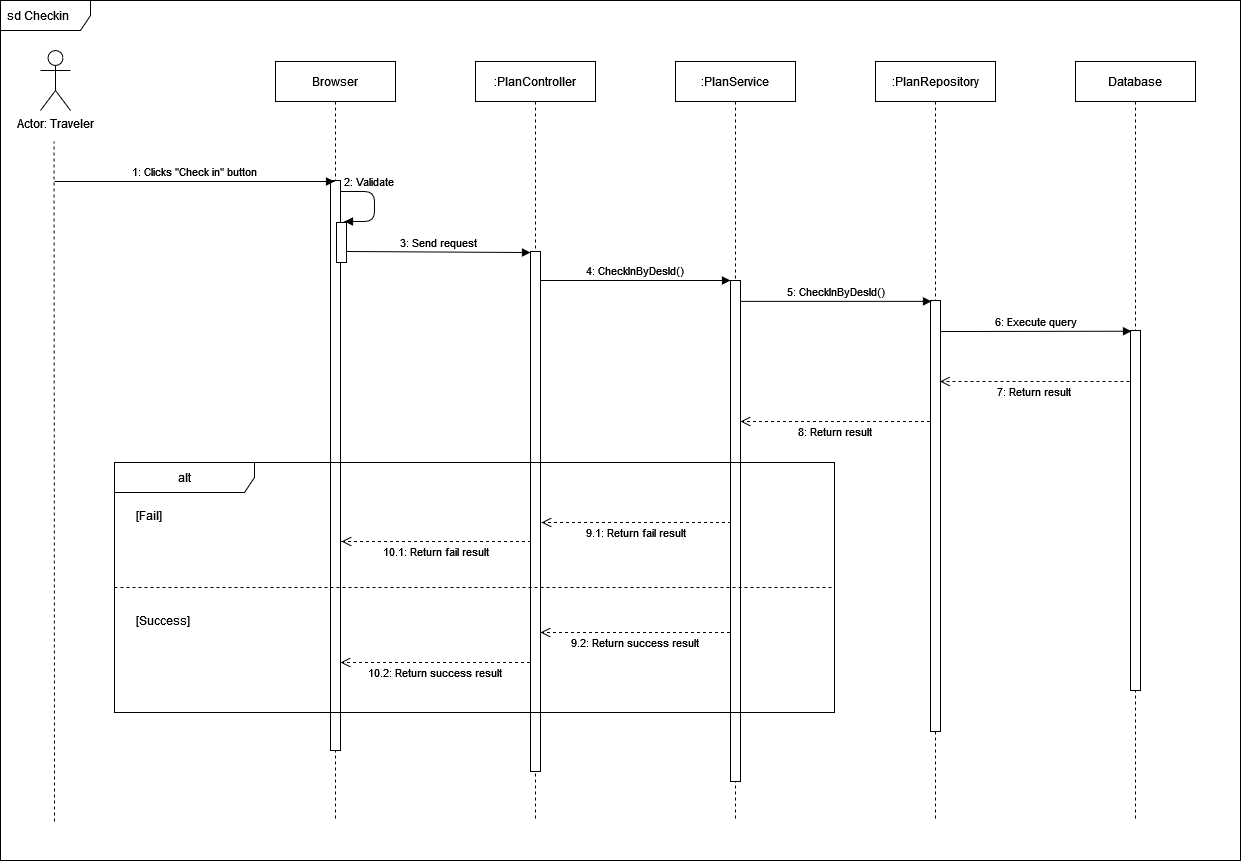 sd Checkin
Actor: Traveler
Browser
:PlanController
:PlanService
:PlanRepository
Database
1: Clicks "Check in" button
2: Validate
3: Send request
4: CheckInByDesId()
5: CheckInByDesId()
6: Execute query
7: Return result
8: Return result
alt
[Fail]
9.1: Return fail result
10.1: Return fail result
[Success]
9.2: Return success result
10.2: Return success result